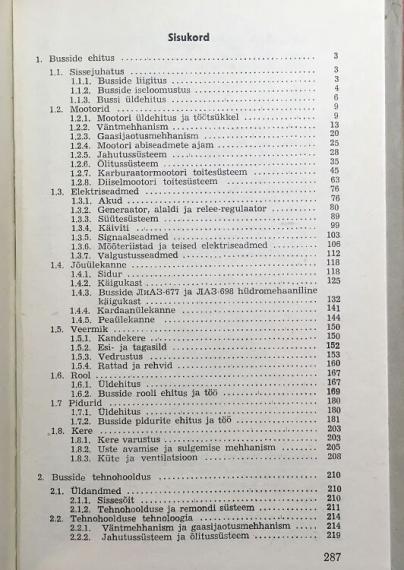 Sisukord
1. Busside ehitus . . . . . 3
1.1. Sissejuhatus . . . . . 3
1.1.1. Busside liigitus . . . . . 3
1.1.2. Busside iseloomustus . . . . . 4
1.1.3. Bussi üldehitus . . . . . 6
1.2. Mootorid . . . . . 9
1.2.1. Mootori üldehitus ja töötsükkel . . . . . 9
1.2.2. Väntmehhanism . . . . . 13
1.2.3. Gaasijaotusmehhanism . . . . . 20
1.2.4. Mootori abiseadmete ajam . . . . . 25
1.2.5. Jahutussüsteem . . . . . 28
1.2.6. Õlitussüsteem . . . . . 35
1.2.7. Karburaatormootori toitesüsteem . . . . . 45
1.2.8. Diiselmootori toitesüsteem . . . . . 63
1.3. Elektriseadmed . . . . . 76
1.3.1. Akud . . . . . 76
1.3.2. Generaator, alaldi ja relee-regulaator . . . . . 80
1.3.3. Süütesüsteem . . . . . 89
1.3.4. Käiviti . . . . . 99
1.3.5. Signaalseadmed . . . . . 103
1.3.6. Mõõteriistad ja teised elektriseadmed . . . . . 106
1.3.7. Valgustusseadmed . . . . . 112
1.4. Jõuülekanne . . . . . 118
1.4.1. Sidur . . . . . 118
1.4.2. Käigukast . . . . . 125
1.4.3. Busside ЛиАЗ-677 ja ЛАЗ-698 hüdromehaaniline
käigukast . . . . . 132
1.4.4. Kardaanülekanne . . . . . 141
1.4.5. Peaülekanne . . . . . 144
1.5. Veermik . . . . . 150
1.5.1. Kandekere . . . . . 150
1.5.2. Esi- ja tagasild . . . . . 152
1.5.3. Vedrustus . . . . . 153
1.5.4. Rattad ja rehvid . . . . . 160
1.6. Rool . . . . . 167
1.6.1. Üldehitus . . . . . 167
1.6.2. Busside rooli ehitus ja töö . . . . . 169
1.7 Pidurid . . . . . 180
1.7.1. Üldehitus . . . . . 180
1.7.2. Busside pidurite ehitus ja töö . . . . . 181
1.8. Kere . . . . . 203
1.8.1. Kere varustus . . . . . 203
1.8.2. Uste avamise ja sulgemise mehhanism . . . . . 205
1.8.3. Küte ja ventilatsioon . . . . . 208
2. Busside tehnohooldus . . . . . 210
2.1. Üldandmed . . . . . 210
2.1.1. Sissesõit . . . . . 210
2.1.2. Tehnohoolduse ja remondi süsteem . . . . . 211
2.2. Tehnohoolduse tehnoloogia . . . . . 214
2.2.1. Väntmehhanism ja gaasijaotusmehhanism . . . . . 214
2.2.2. Jahutussüsteem ja õlitussüsteem . . . . . 219
287